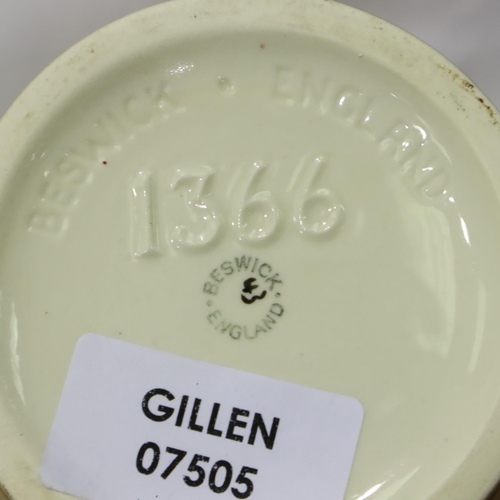 BESWICK • ENGLAND
1366
BESWICK
• •
ENGLAND
GILLEN
07505